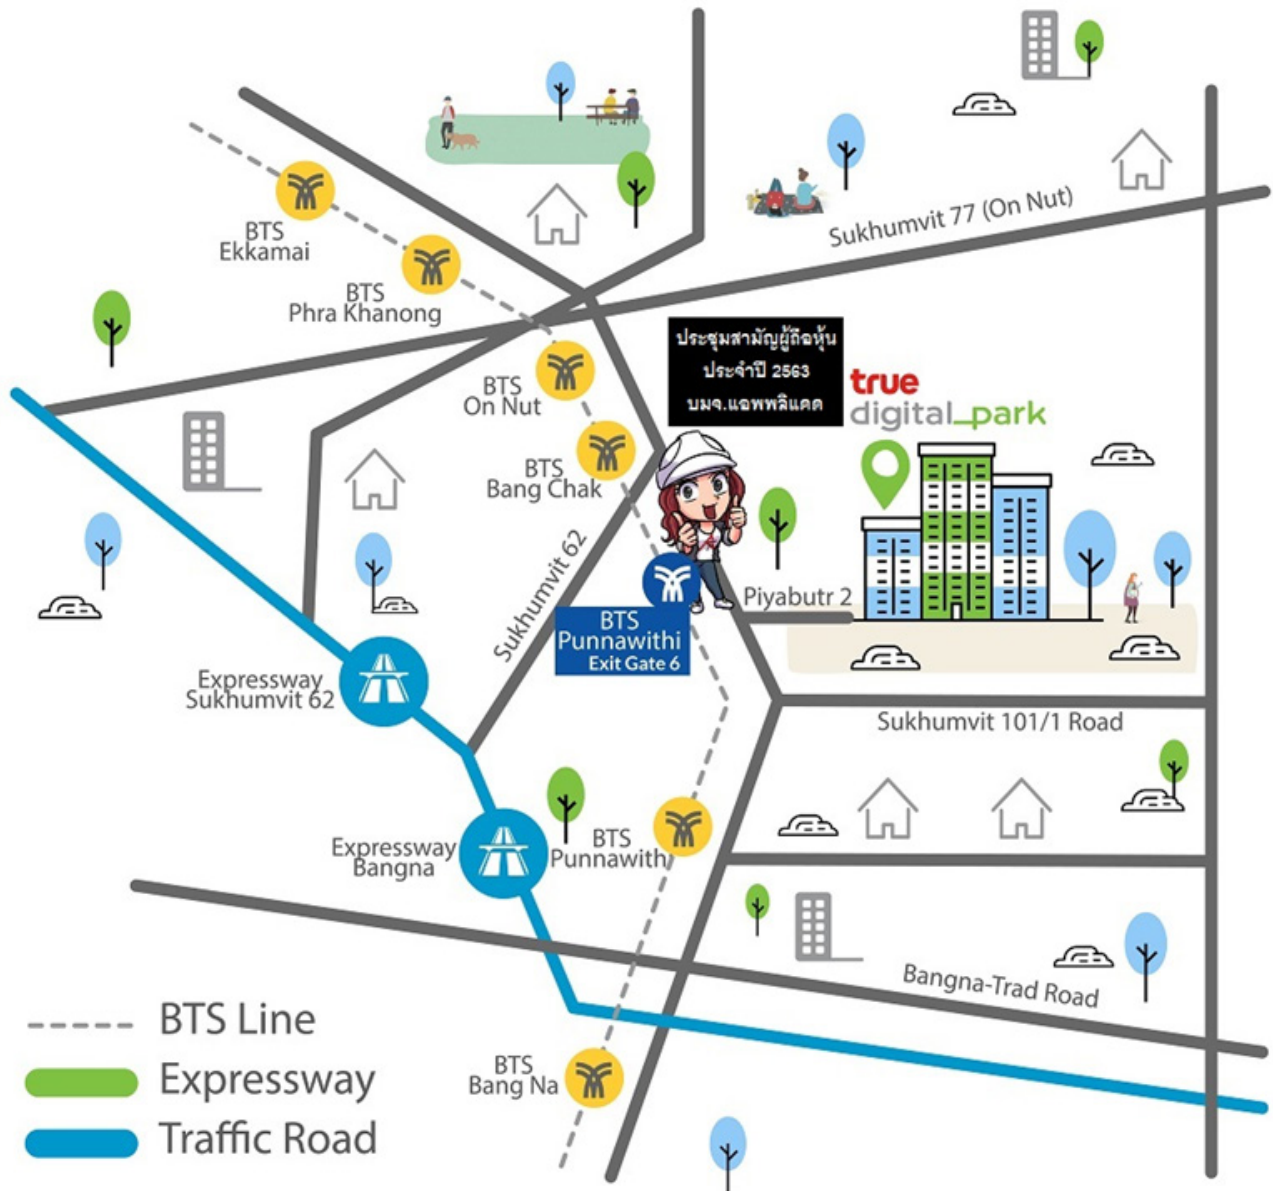 Sukhumvit 77 (On Nut)
BTS
Ekkamai
BTS
Phra Khanong
ประชุมสามัญผู้ถือหุ้น
ประจำปี 2563
บมจ.แอพพลิแคด
true
digital_park
BTS
On Nut
BTS
Bang Chak
Sukhumvit 62
Piyabutr 2
BTS
Punnawithi
Exit Gate 6
Expressway
Sukhumvit 62
Sukhumvit 101/1 Road
Expressway
Bangna
BTS
Punnawith
Bangna-Trad Road
BTS
Bang Na
BTS Line
Expressway
Traffic Road